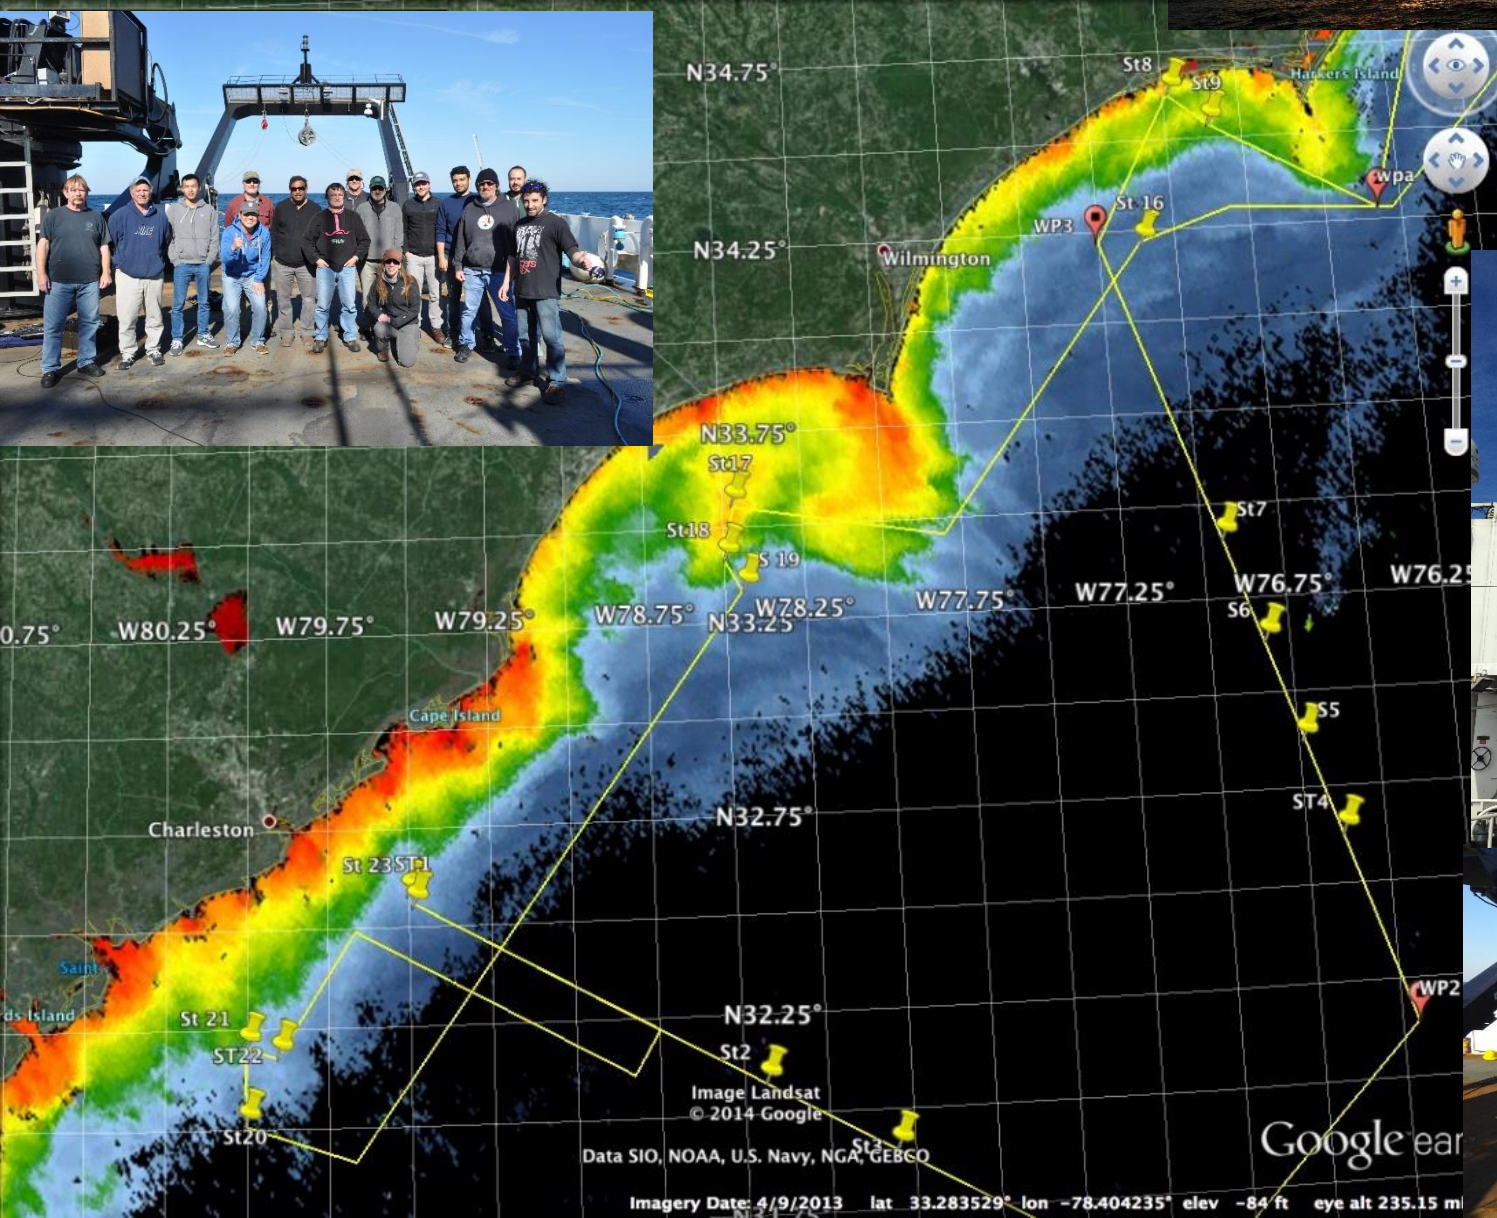 N34.75°
St8
St9
Harkers Island
wpa
WP3
St 16
N34.25°
Wilmington
N33.75°
St17
St18
S 19
St7
W76.25
W76.75°
W77.25°
W77.75°
W78.25°
W78.75°
N33.25°
W79.25°
W79.75°
W80.25°
0.75°
S6
Cape Island
S5
ST4
N32.75°
Charleston
St 23 ST1
Saint
WP2
ds Island
St 21
N32.25°
ST22
St2
Image Landsat
© 2014 Google
St20
St3
Google ear
Data SIO, NOAA, U.S. Navy, NGA, GEBCO
Imagery Date: 4/9/2013 lat 33.283529° lon -78.404235° elev -84 ft eye alt 235.15 mi